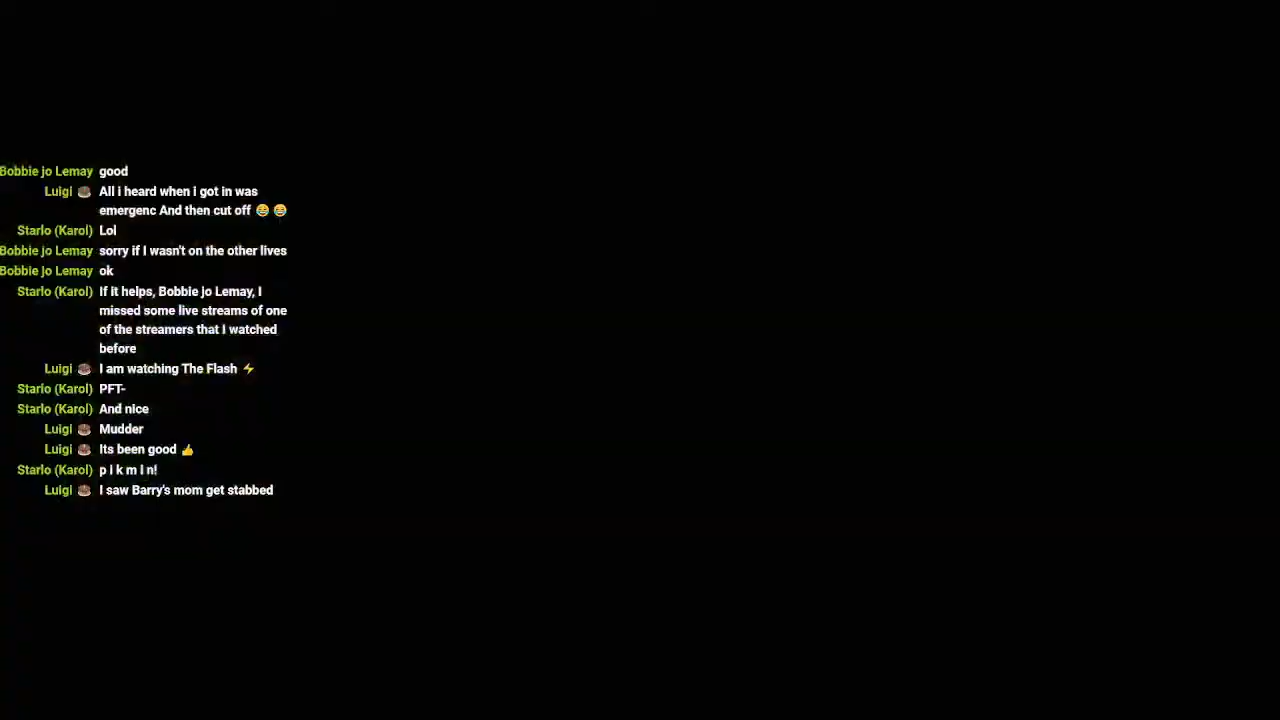 Bobbie jo Lemay good
Luigi All i heard when i got in was
emergenc And then cut off 😂 😂
Starlo (Karol) Lol
Bobbie jo Lemay sorry if I wasn't on the other lives
Bobbie jo Lemay ok
Starlo (Karol) If it helps, Bobbie jo Lemay, I
missed some live streams of one
of the streamers that I watched
before
Luigi I am watching The Flash ⚡
Starlo (Karol) PFT-
Starlo (Karol) And nice
Luigi Mudder
Luigi Its been good 👍
Starlo (Karol) p i k m i n!
Luigi I saw Barry's mom get stabbed